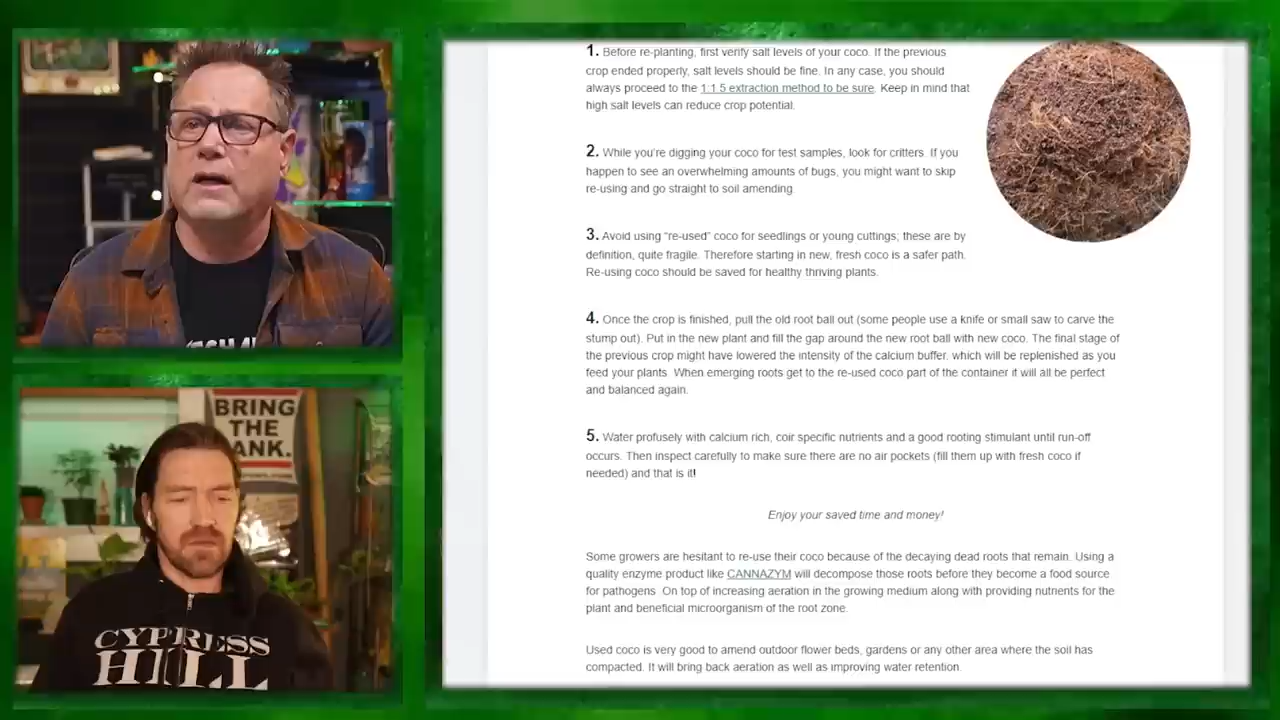 1. Before re-planting, first verify salt levels of your coco. If the previous
crop ended properly, salt levels should be fine. In any case, you should
always proceed to the 1:1.5 extraction method to be sure. Keep in mind that
high salt levels can reduce crop potential.
2. While you're digging your coco for test samples, look for critters. If you
happen to see an overwhelming amounts of bugs, you might want to skip
re-using and go straight to soil amending.
3. Avoid using "re-used" coco for seedlings or young cuttings; these are by
definition, quite fragile. Therefore starting in new, fresh coco is a safer path.
Re-using coco should be saved for healthy thriving plants.
4. Once the crop is finished, pull the old root ball out (some people use a knife or small saw to carve the
stump out). Put in the new plant and fill the gap around the new root ball with new coco. The final stage of
the previous crop might have lowered the intensity of the calcium buffer, which will be replenished as you
feed your plants. When emerging roots get to the re-used coco part of the container it will all be perfect
and balanced again.
5. Water profusely with calcium rich, coir specific nutrients and a good rooting stimulant until run-off
occurs. Then inspect carefully to make sure there are no air pockets (fill them up with fresh coco if
needed) and that is it!
Enjoy your saved time and money!
Some growers are hesitant to re-use their coco because of the decaying dead roots that remain. Using a
quality enzyme product like CANNAZYM will decompose those roots before they become a food source
for pathogens. On top of increasing aeration in the growing medium along with providing nutrients for the
plant and beneficial microorganism of the root zone.
Used coco is very good to amend outdoor flower beds, gardens or any other area where the soil has
compacted. It will bring back aeration as well as improving water retention.
BRING
THE
ANK.
CYPRESS
HILL